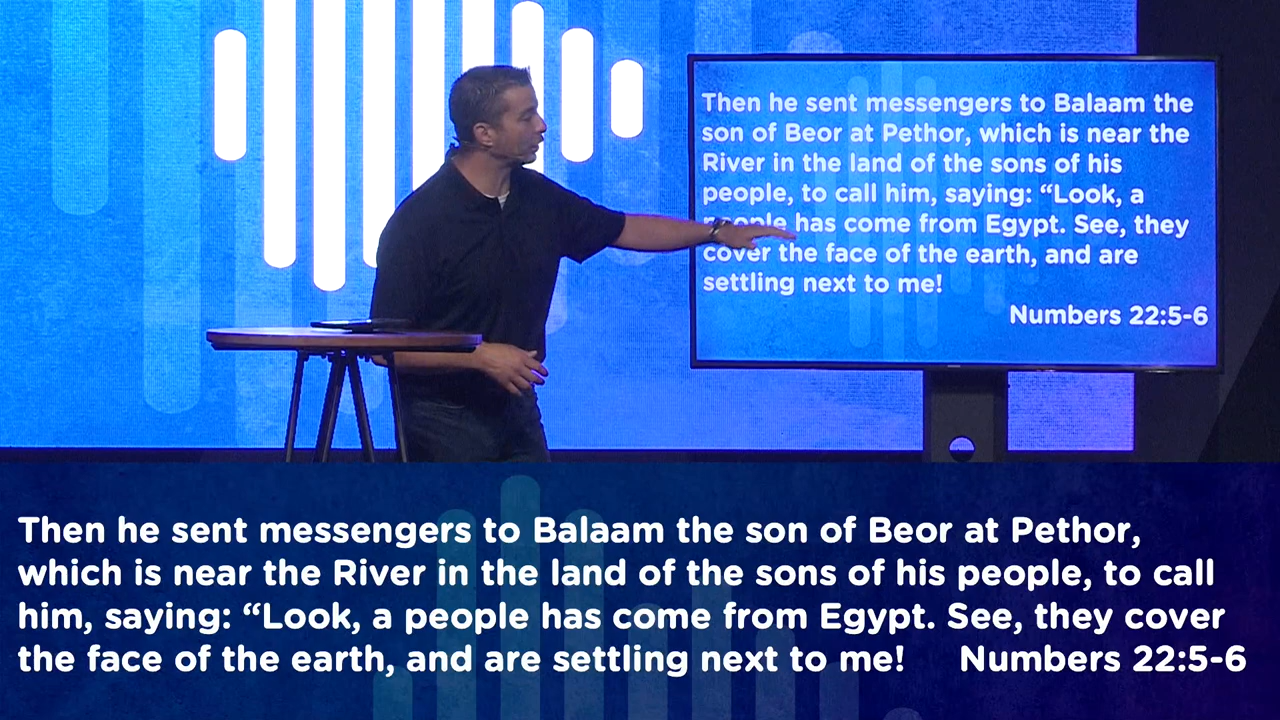 Then he sent messengers to Balaam the
son of Beor at Pethor, which is near the
River in the land of the sons of his
people, to call him, saying: “Look, a
people has come from Egypt. See, they
cover the face of the earth, and are
settling next to me!
Numbers 22:5-6
Then he sent messengers to Balaam the son of Beor at Pethor,
which is near the River in the land of the sons of his people, to call
him, saying: “Look, a people has come from Egypt. See, they cover
the face of the earth, and are settling next to me! Numbers 22:5-6